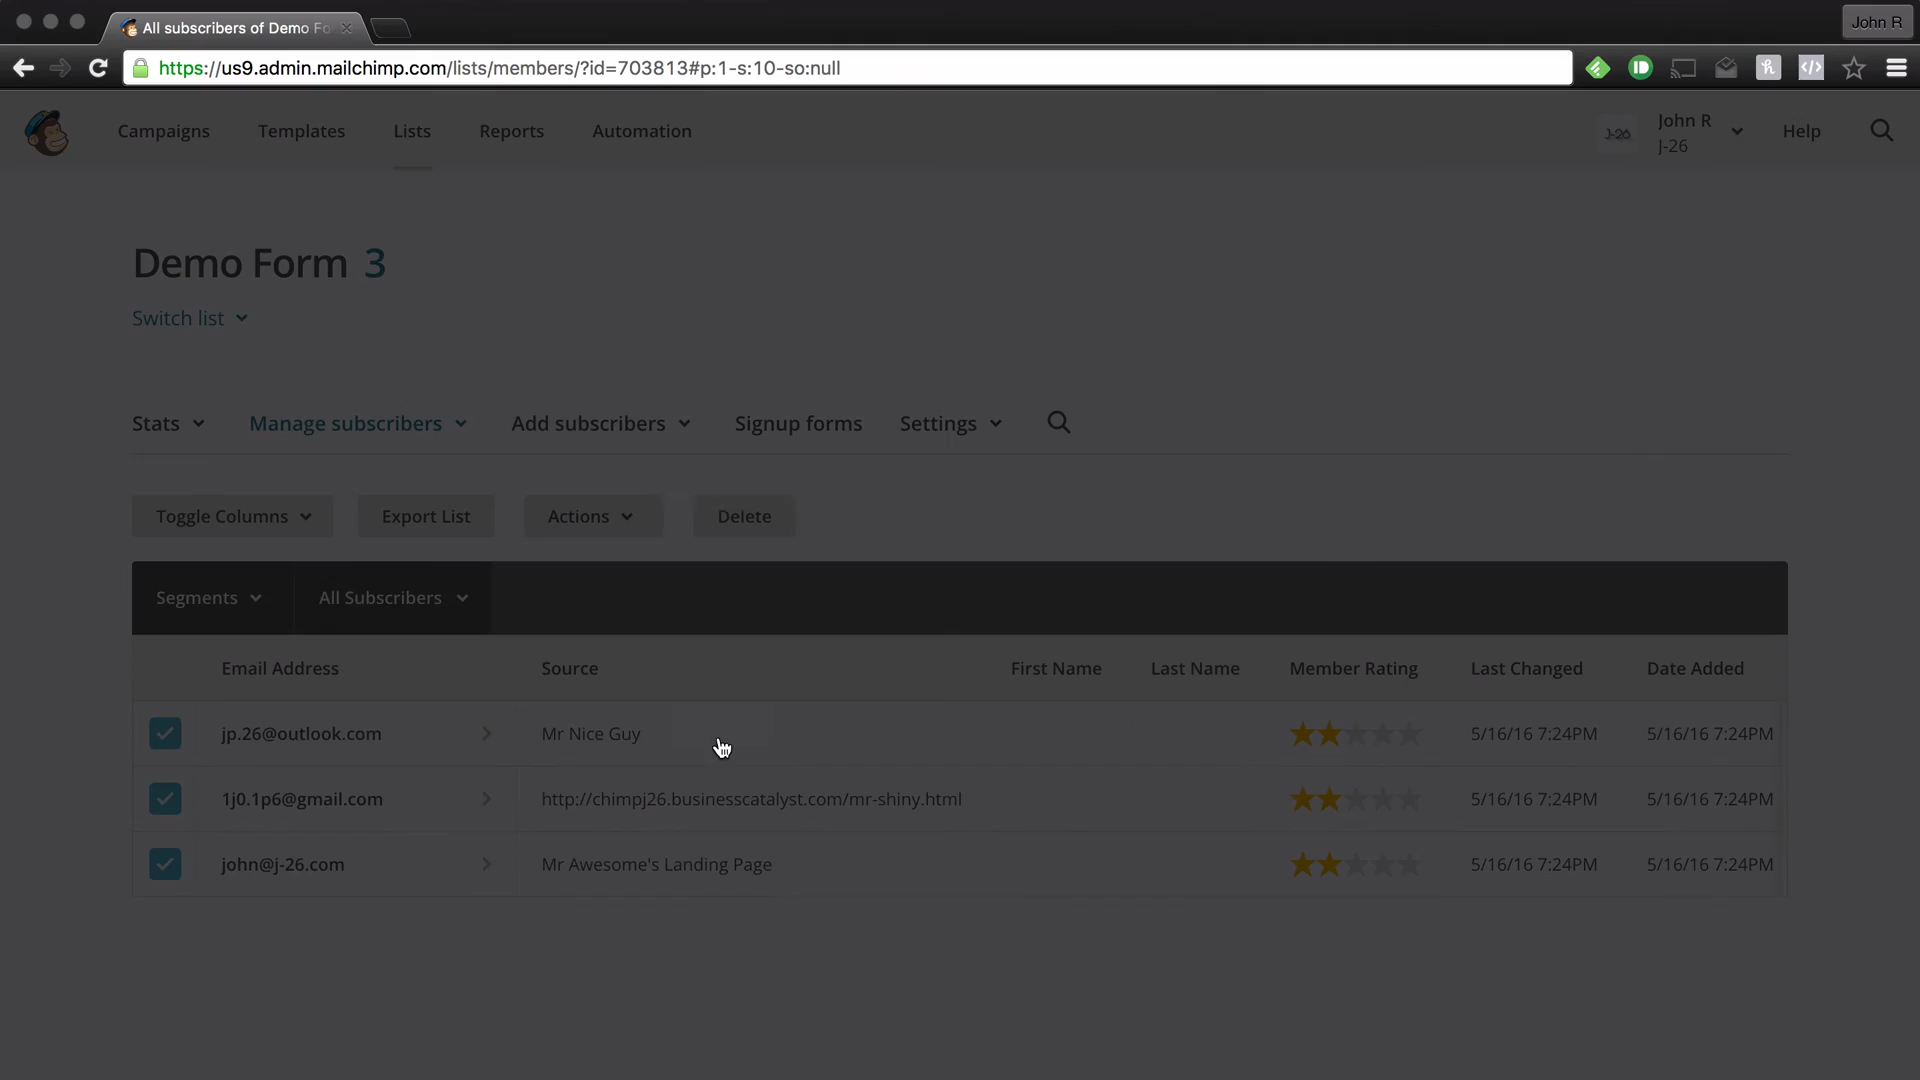 All subscribers of Demo Fo
John R
https://us9.admin.mailchimp.com/lists/members/?id=703813#p:1-s:10-so:null
Campaigns Templates Lists Reports Automation
J-26 John R Help
J-26
Demo Form 3
Switch list
Stats Manage subscribers Add subscribers Signup forms Settings
Toggle Columns Export List Actions Delete
Segments All Subscribers
Email Address Source First Name Last Name Member Rating Last Changed Date Added
jp.26@outlook.com Mr Nice Guy 5/16/16 7:24PM 5/16/16 7:24PM
1j0.1p6@gmail.com http://chimpj26.businesscatalyst.com/mr-shiny.html 5/16/16 7:24PM 5/16/16 7:24PM
john@j-26.com Mr Awesome's Landing Page 5/16/16 7:24PM 5/16/16 7:24PM